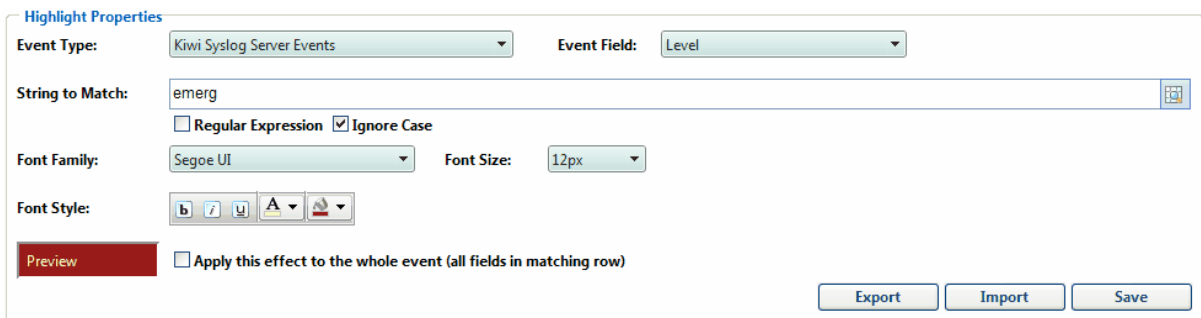 Highlight Properties
Event Type: Kiwi Syslog Server Events Event Field: Level
String to Match: emerg
Regular Expression Ignore Case
Font Family: Segoe UI Font Size: 12px
Font Style: b i u A
Preview Apply this effect to the whole event (all fields in matching row)
Export Import Save